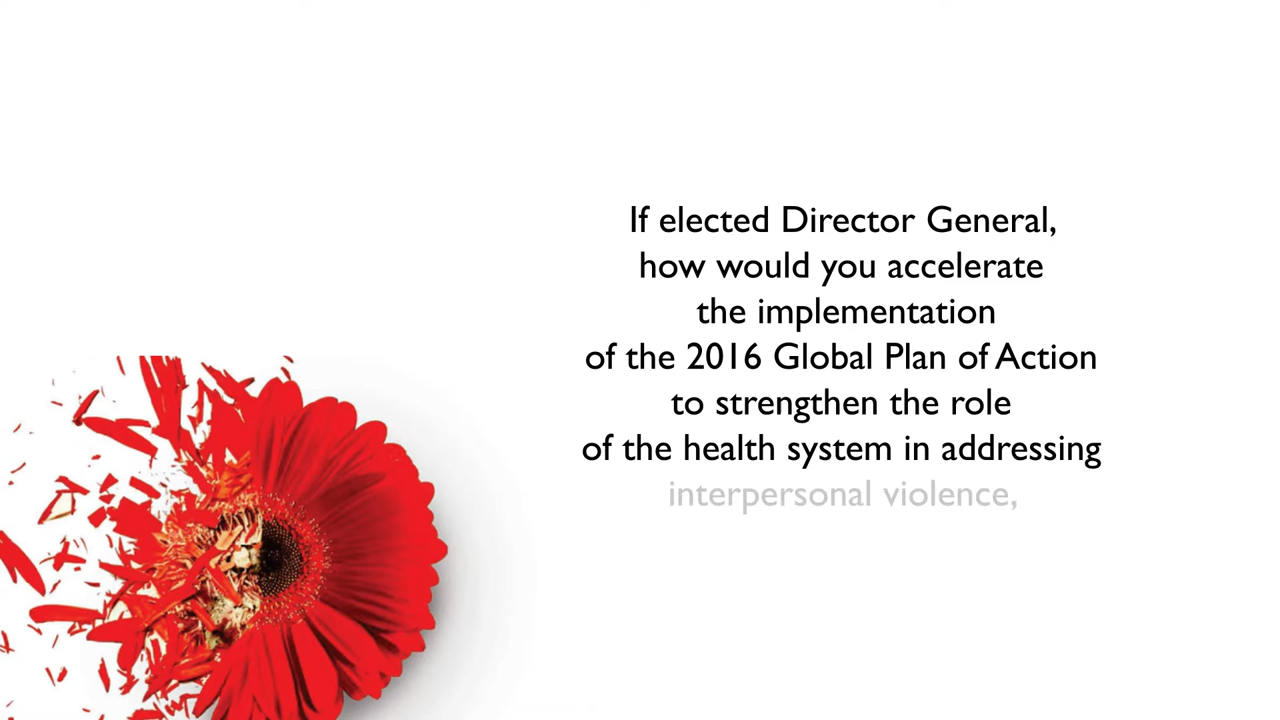 If elected Director General,
how would you accelerate
the implementation
of the 2016 Global Plan of Action
to strengthen the role
of the health system in addressing
interpersonal violence,